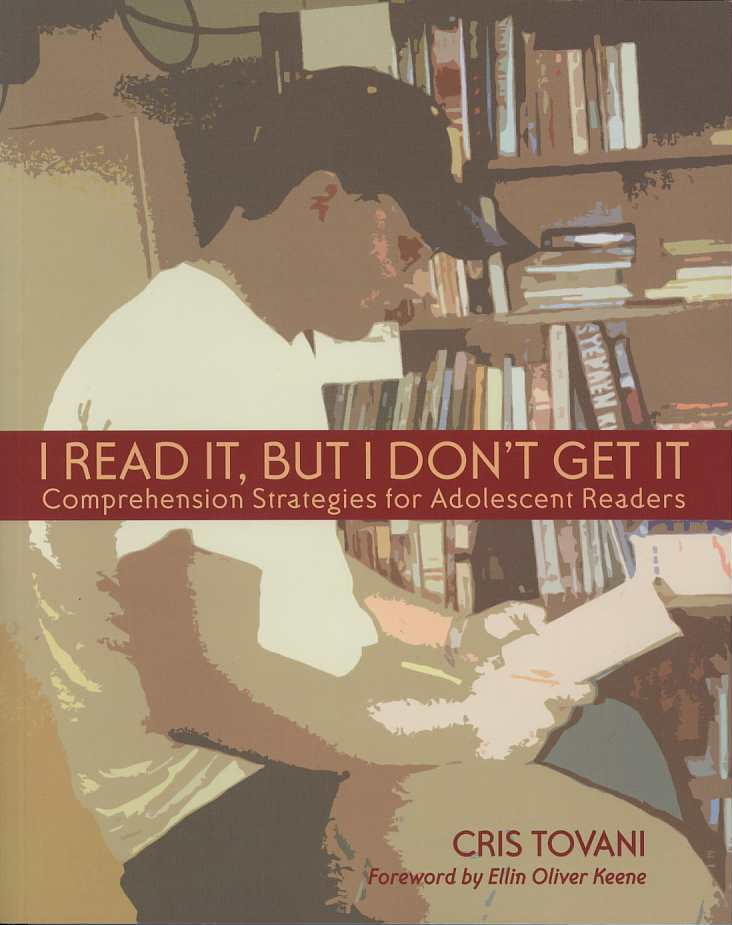 I READ IT, BUT I DON'T GET IT
Comprehension Strategies for Adolescent Readers
CRIS TOVANI
Foreword by Ellin Oliver Keene